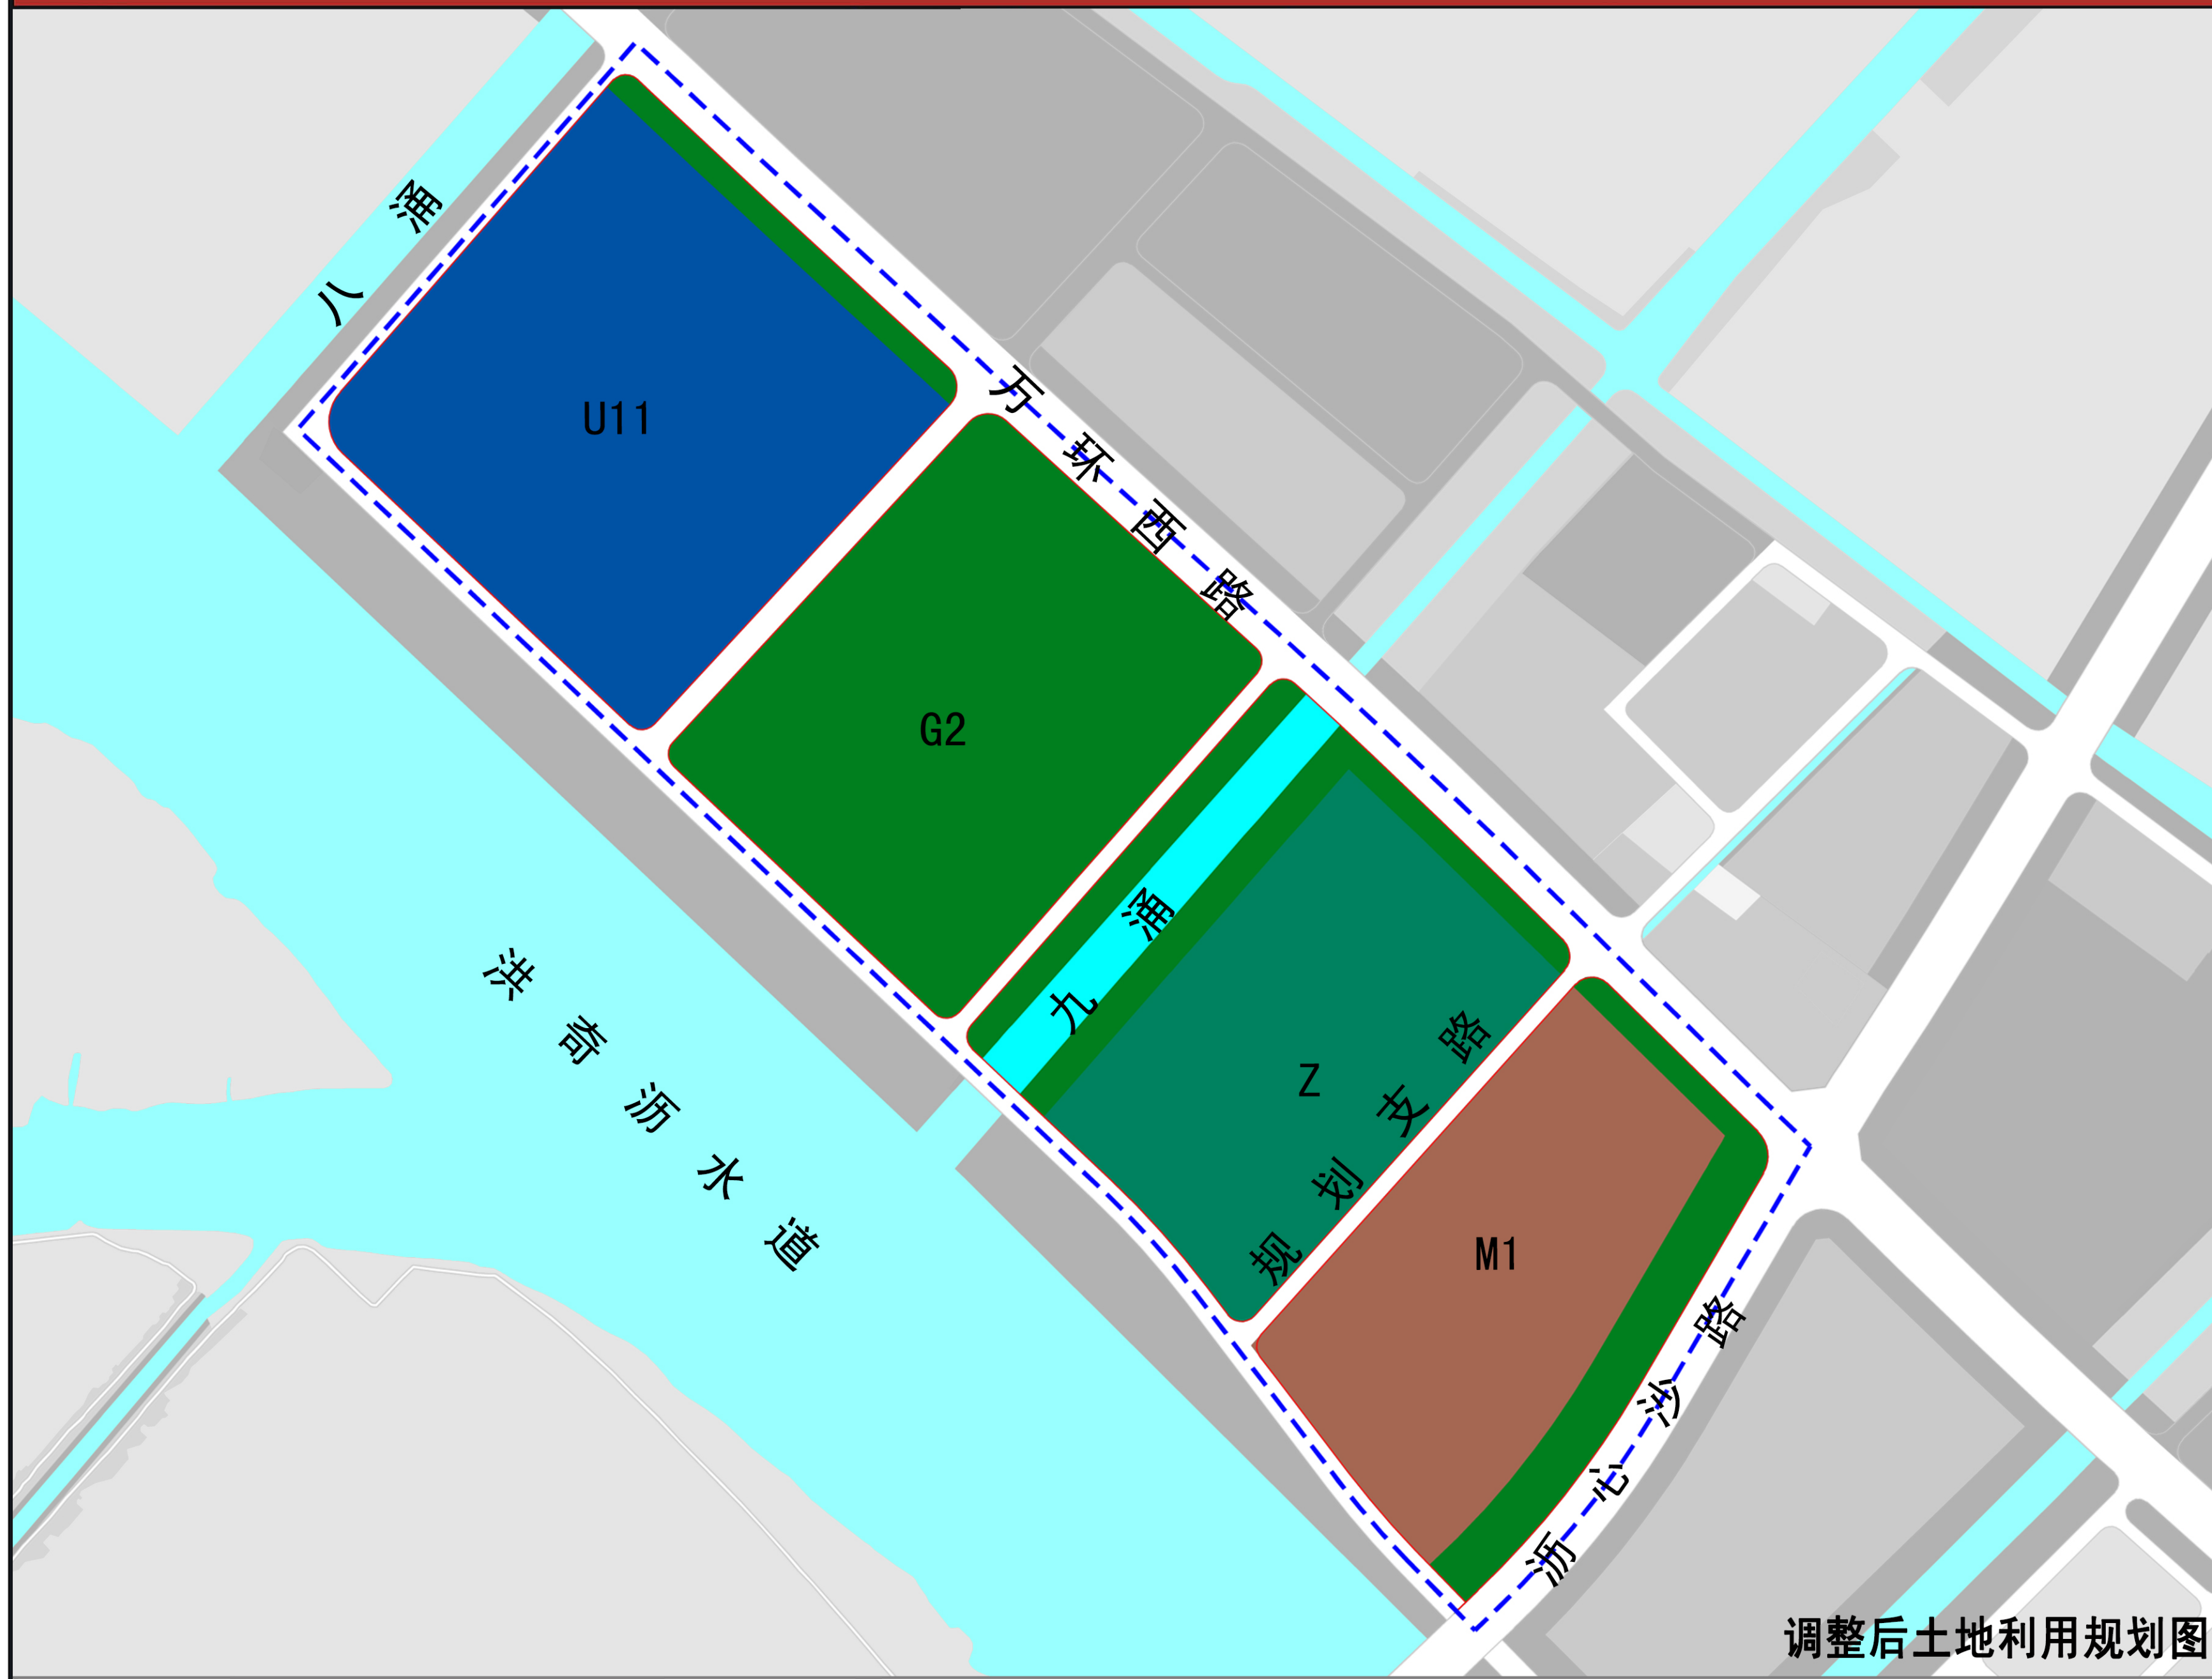 八涌
U11
万环西路
G2
九涌
洪奇沥水道
Z
规划支路
M1
沥心沙路
调整后土地利用规划图